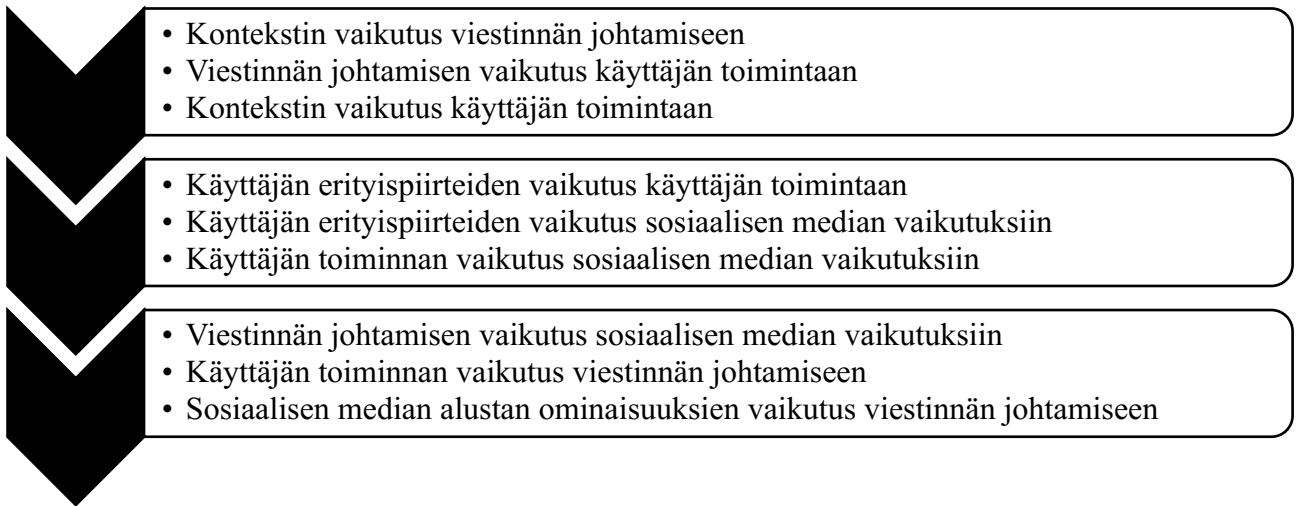 • Kontekstin vaikutus viestinnän johtamiseen
• Viestinnän johtamisen vaikutus käyttäjän toimintaan
• Kontekstin vaikutus käyttäjän toimintaan
• Käyttäjän erityispiirteiden vaikutus käyttäjän toimintaan
• Käyttäjän erityispiirteiden vaikutus sosiaalisen median vaikutuksiin
• Käyttäjän toiminnan vaikutus sosiaalisen median vaikutuksiin
• Viestinnän johtamisen vaikutus sosiaalisen median vaikutuksiin
• Käyttäjän toiminnan vaikutus viestinnän johtamiseen
• Sosiaalisen median alustan ominaisuuksien vaikutus viestinnän johtamiseen